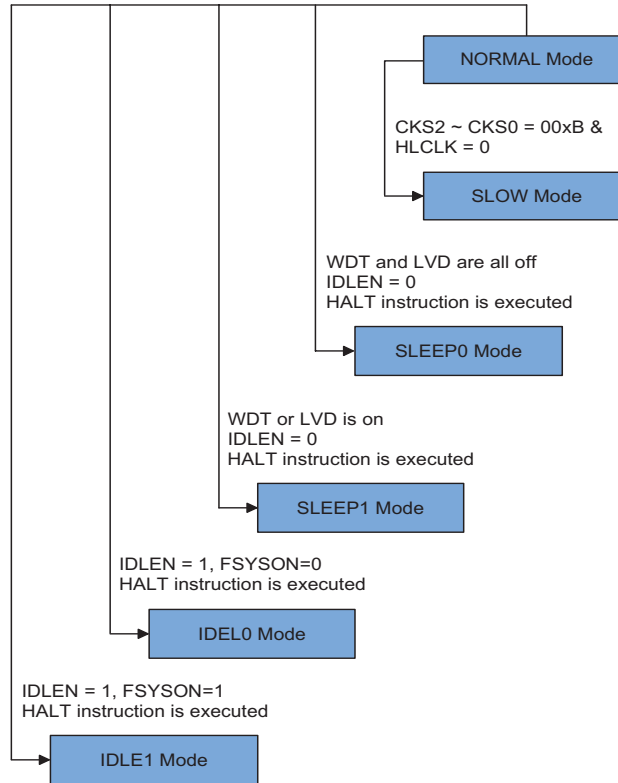 NORMAL Mode
CKS2 ~ CKS0 = 00xB &
HLCLK = 0
SLOW Mode
WDT and LVD are all off
IDLEN = 0
HALT instruction is executed
SLEEP0 Mode
WDT or LVD is on
IDLEN = 0
HALT instruction is executed
SLEEP1 Mode
IDLEN = 1, FSYSON=0
HALT instruction is executed
IDEL0 Mode
IDLEN = 1, FSYSON=1
HALT instruction is executed
IDLE1 Mode